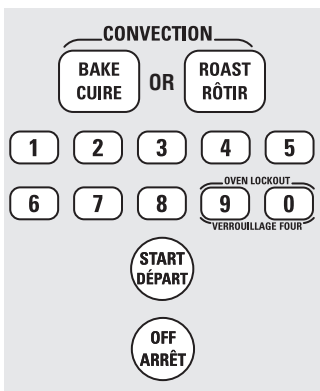 CONVECTION
BAKE
CUIRE
OR
ROAST
RÔTIR
1 2 3 4 5
OVEN LOCKOUT
6 7 8 9 0
VERROUILLAGE FOUR
START
DÉPART
OFF
ARRÊT